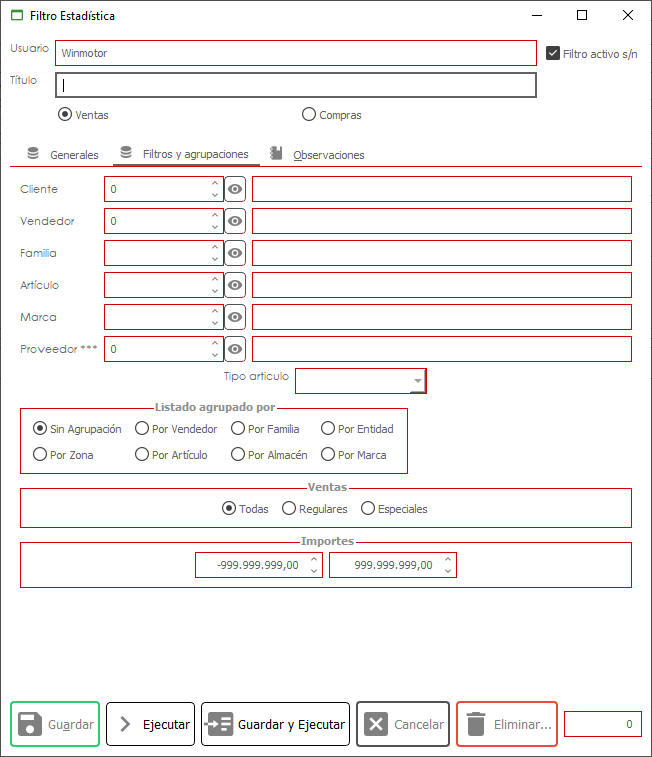 Filtro Estadística
Usuario Winmotor Filtro activo s/n
Título
Ventas Compras
Generales Filtros y agrupaciones Observaciones
Cliente 0
Vendedor 0
Familia
Artículo
Marca
Proveedor *** 0
Tipo articulo
Listado agrupado por
Sin Agrupación Por Vendedor Por Familia Por Entidad
Por Zona Por Artículo Por Almacén Por Marca
Ventas
Todas Regulares Especiales
Importes
-999.999.999,00 999.999.999,00
Guardar Ejecutar Guardar y Ejecutar Cancelar Eliminar... 0